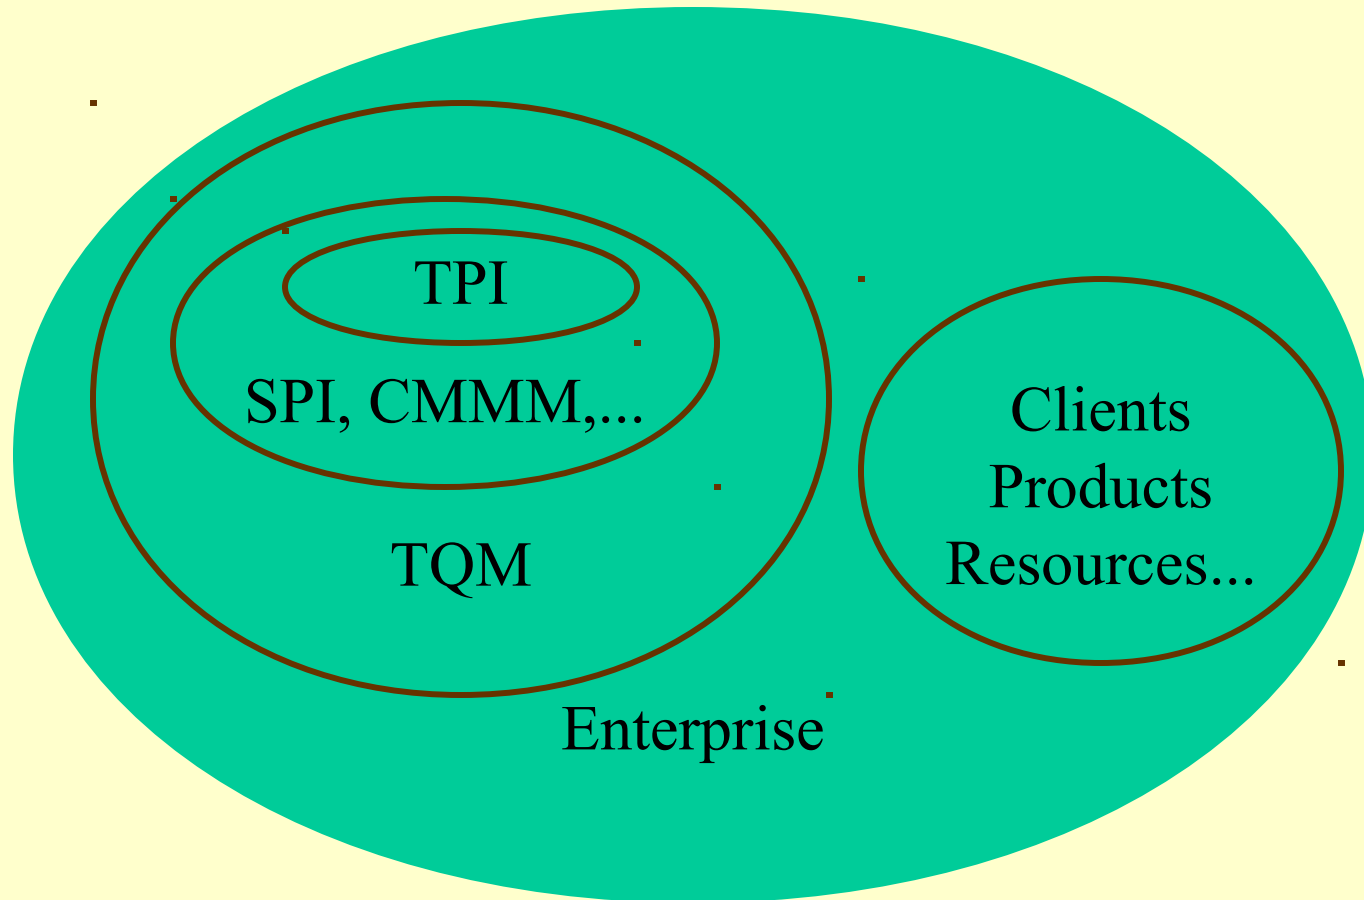 TPI
SPI, CMMM,...
TQM
Clients
Products
Resources...
Enterprise